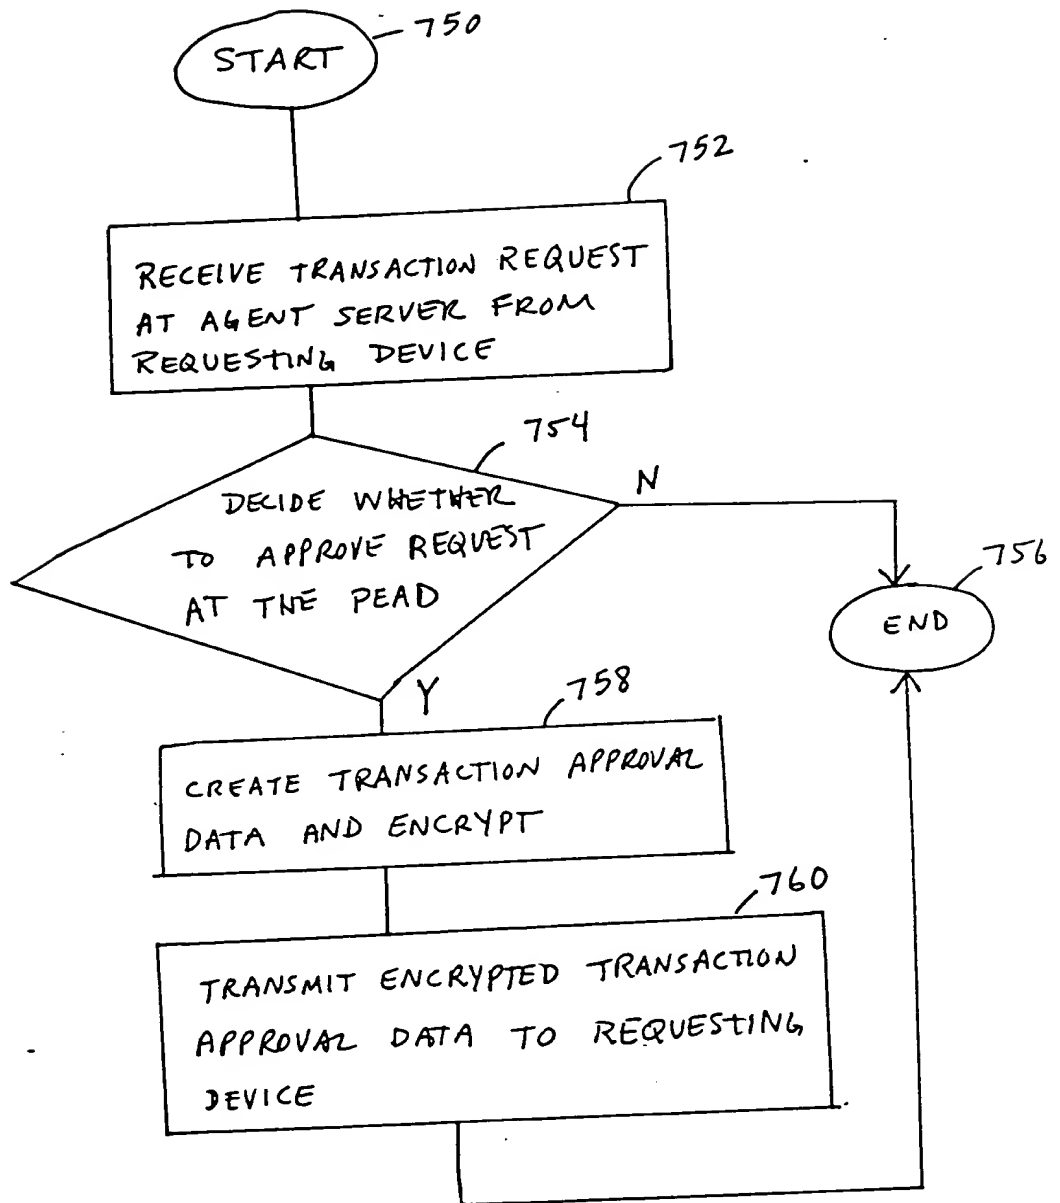 750
START
752
RECEIVE TRANSACTION REQUEST
AT AGENT SERVER FROM
REQUESTING DEVICE
754
DECIDE WHETHER
TO APPROVE REQUEST
AT THE PEAD
N
756
END
Y
758
CREATE TRANSACTION APPROVAL
DATA AND ENCRYPT
760
TRANSMIT ENCRYPTED TRANSACTION
APPROVAL DATA TO REQUESTING
DEVICE